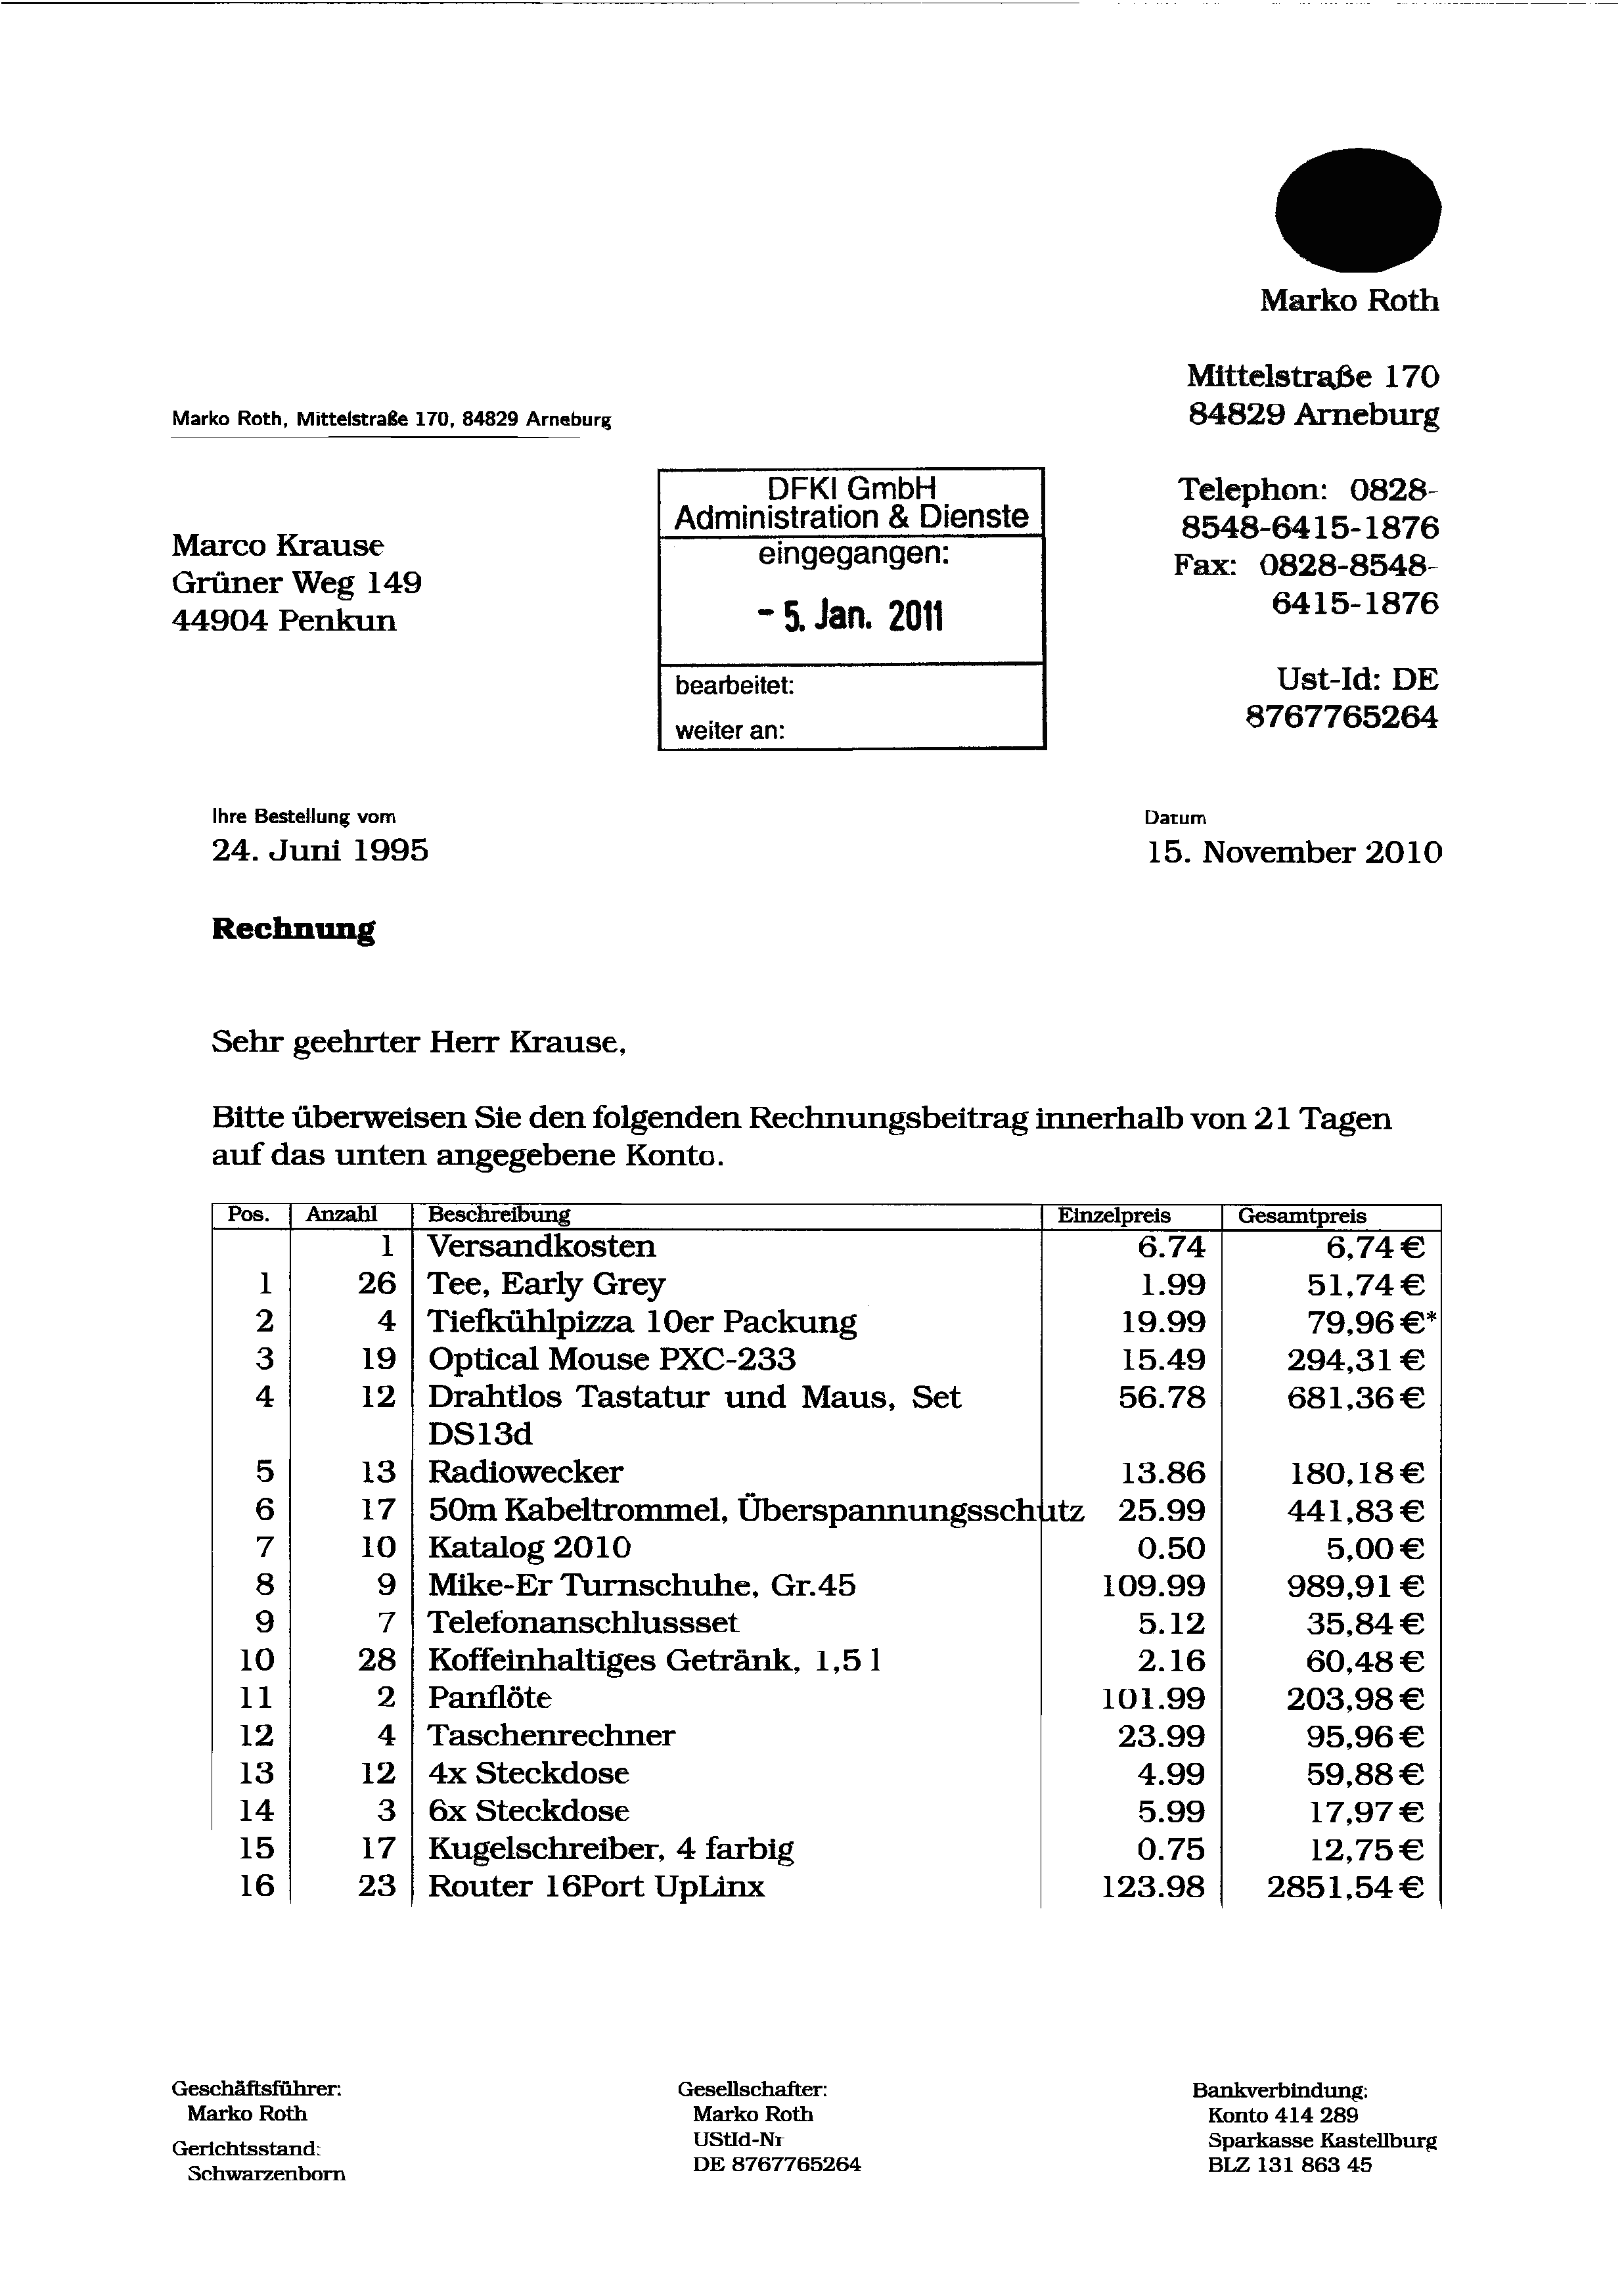 Marko Roth
Mittelstraße 170
84829 Arneburg
Marko Roth, Mittelstraße 170, 84829 Arneburg
Telephon: 0828-
8548-6415-1876
Fax: 0828-8548-
6415-1876
Ust-Id: DE
8767765264
Marco Krause
Grüner Weg 149
44904 Penkun
DFKI GmbH
Administration & Dienste
eingegangen:
- 5. Jan. 2011
bearbeitet:
weiter an:
Ihre Bestellung vom
24. Juni 1995
Datum
15. November 2010
Rechnung
Sehr geehrter Herr Krause,
Bitte überweisen Sie den folgenden Rechnungsbeitrag innerhalb von 21 Tagen
auf das unten angegebene Konto.
Pos. Anzahl Beschreibung Einzelpreis Gesamtpreis
1 Versandkosten 6.74 6,74 €
1 26 Tee, Early Grey 1.99 51,74 €
2 4 Tiefkühlpizza 10er Packung 19.99 79,96 €*
3 19 Optical Mouse PXC-233 15.49 294,31 €
4 12 Drahtlos Tastatur und Maus, Set 56.78 681,36 €
DS13d
5 13 Radiowecker 13.86 180,18 €
6 17 50m Kabeltrommel, Überspannungsschutz 25.99 441,83 €
7 10 Katalog 2010 0.50 5,00 €
8 9 Mike-Er Turnschuhe, Gr.45 109.99 989,91 €
9 7 Telefonanschlussset 5.12 35,84 €
10 28 Koffeinhaltiges Getränk, 1,5 l 2.16 60,48 €
11 2 Panflöte 101.99 203,98 €
12 4 Taschenrechner 23.99 95,96 €
13 12 4x Steckdose 4.99 59,88 €
14 3 6x Steckdose 5.99 17,97 €
15 17 Kugelschreiber, 4 farbig 0.75 12,75 €
16 23 Router 16Port UpLinx 123.98 2851,54 €
Geschäftsführer:
Marko Roth
Gerichtsstand:
Schwarzenborn
Gesellschafter:
Marko Roth
UStId-Nr
DE 8767765264
Bankverbindung:
Konto 414 289
Sparkasse Kastellburg
BLZ 131 863 45